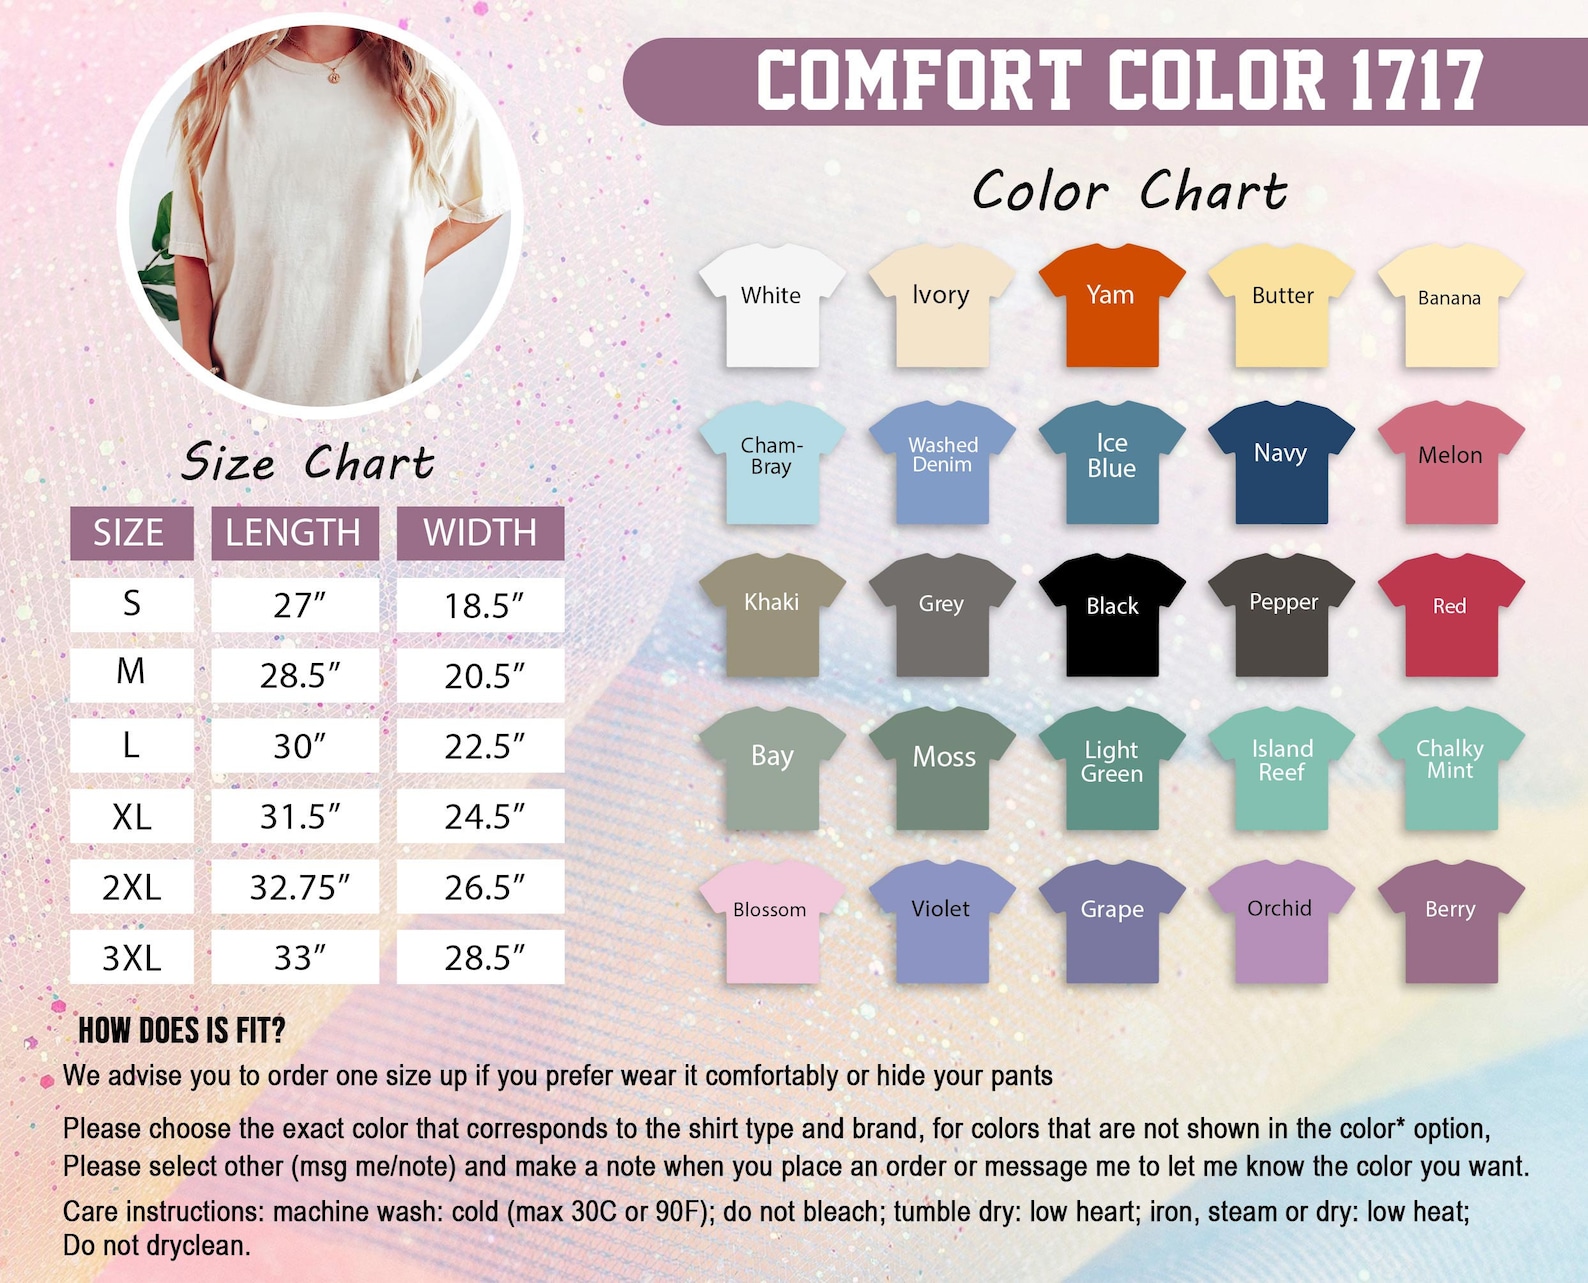 COMFORT COLOR 1717
Color Chart
White
Ivory
Yam
Butter
Banana
Cham-
Bray
Washed
Denim
Ice
Blue
Navy
Melon
Khaki
Grey
Black
Pepper
Red
Bay
Moss
Light
Green
Island
Reef
Chalky
Mint
Blossom
Violet
Grape
Orchid
Berry
Size Chart
SIZE LENGTH WIDTH
S 27” 18.5”
M 28.5” 20.5”
L 30” 22.5”
XL 31.5” 24.5”
2XL 32.75” 26.5”
3XL 33” 28.5”
HOW DOES IS FIT?
We advise you to order one size up if you prefer wear it comfortably or hide your pants
Please choose the exact color that corresponds to the shirt type and brand, for colors that are not shown in the color* option,
Please select other (msg me/note) and make a note when you place an order or message me to let me know the color you want.
Care instructions: machine wash: cold (max 30C or 90F); do not bleach; tumble dry: low heart; iron, steam or dry: low heat;
Do not dryclean.